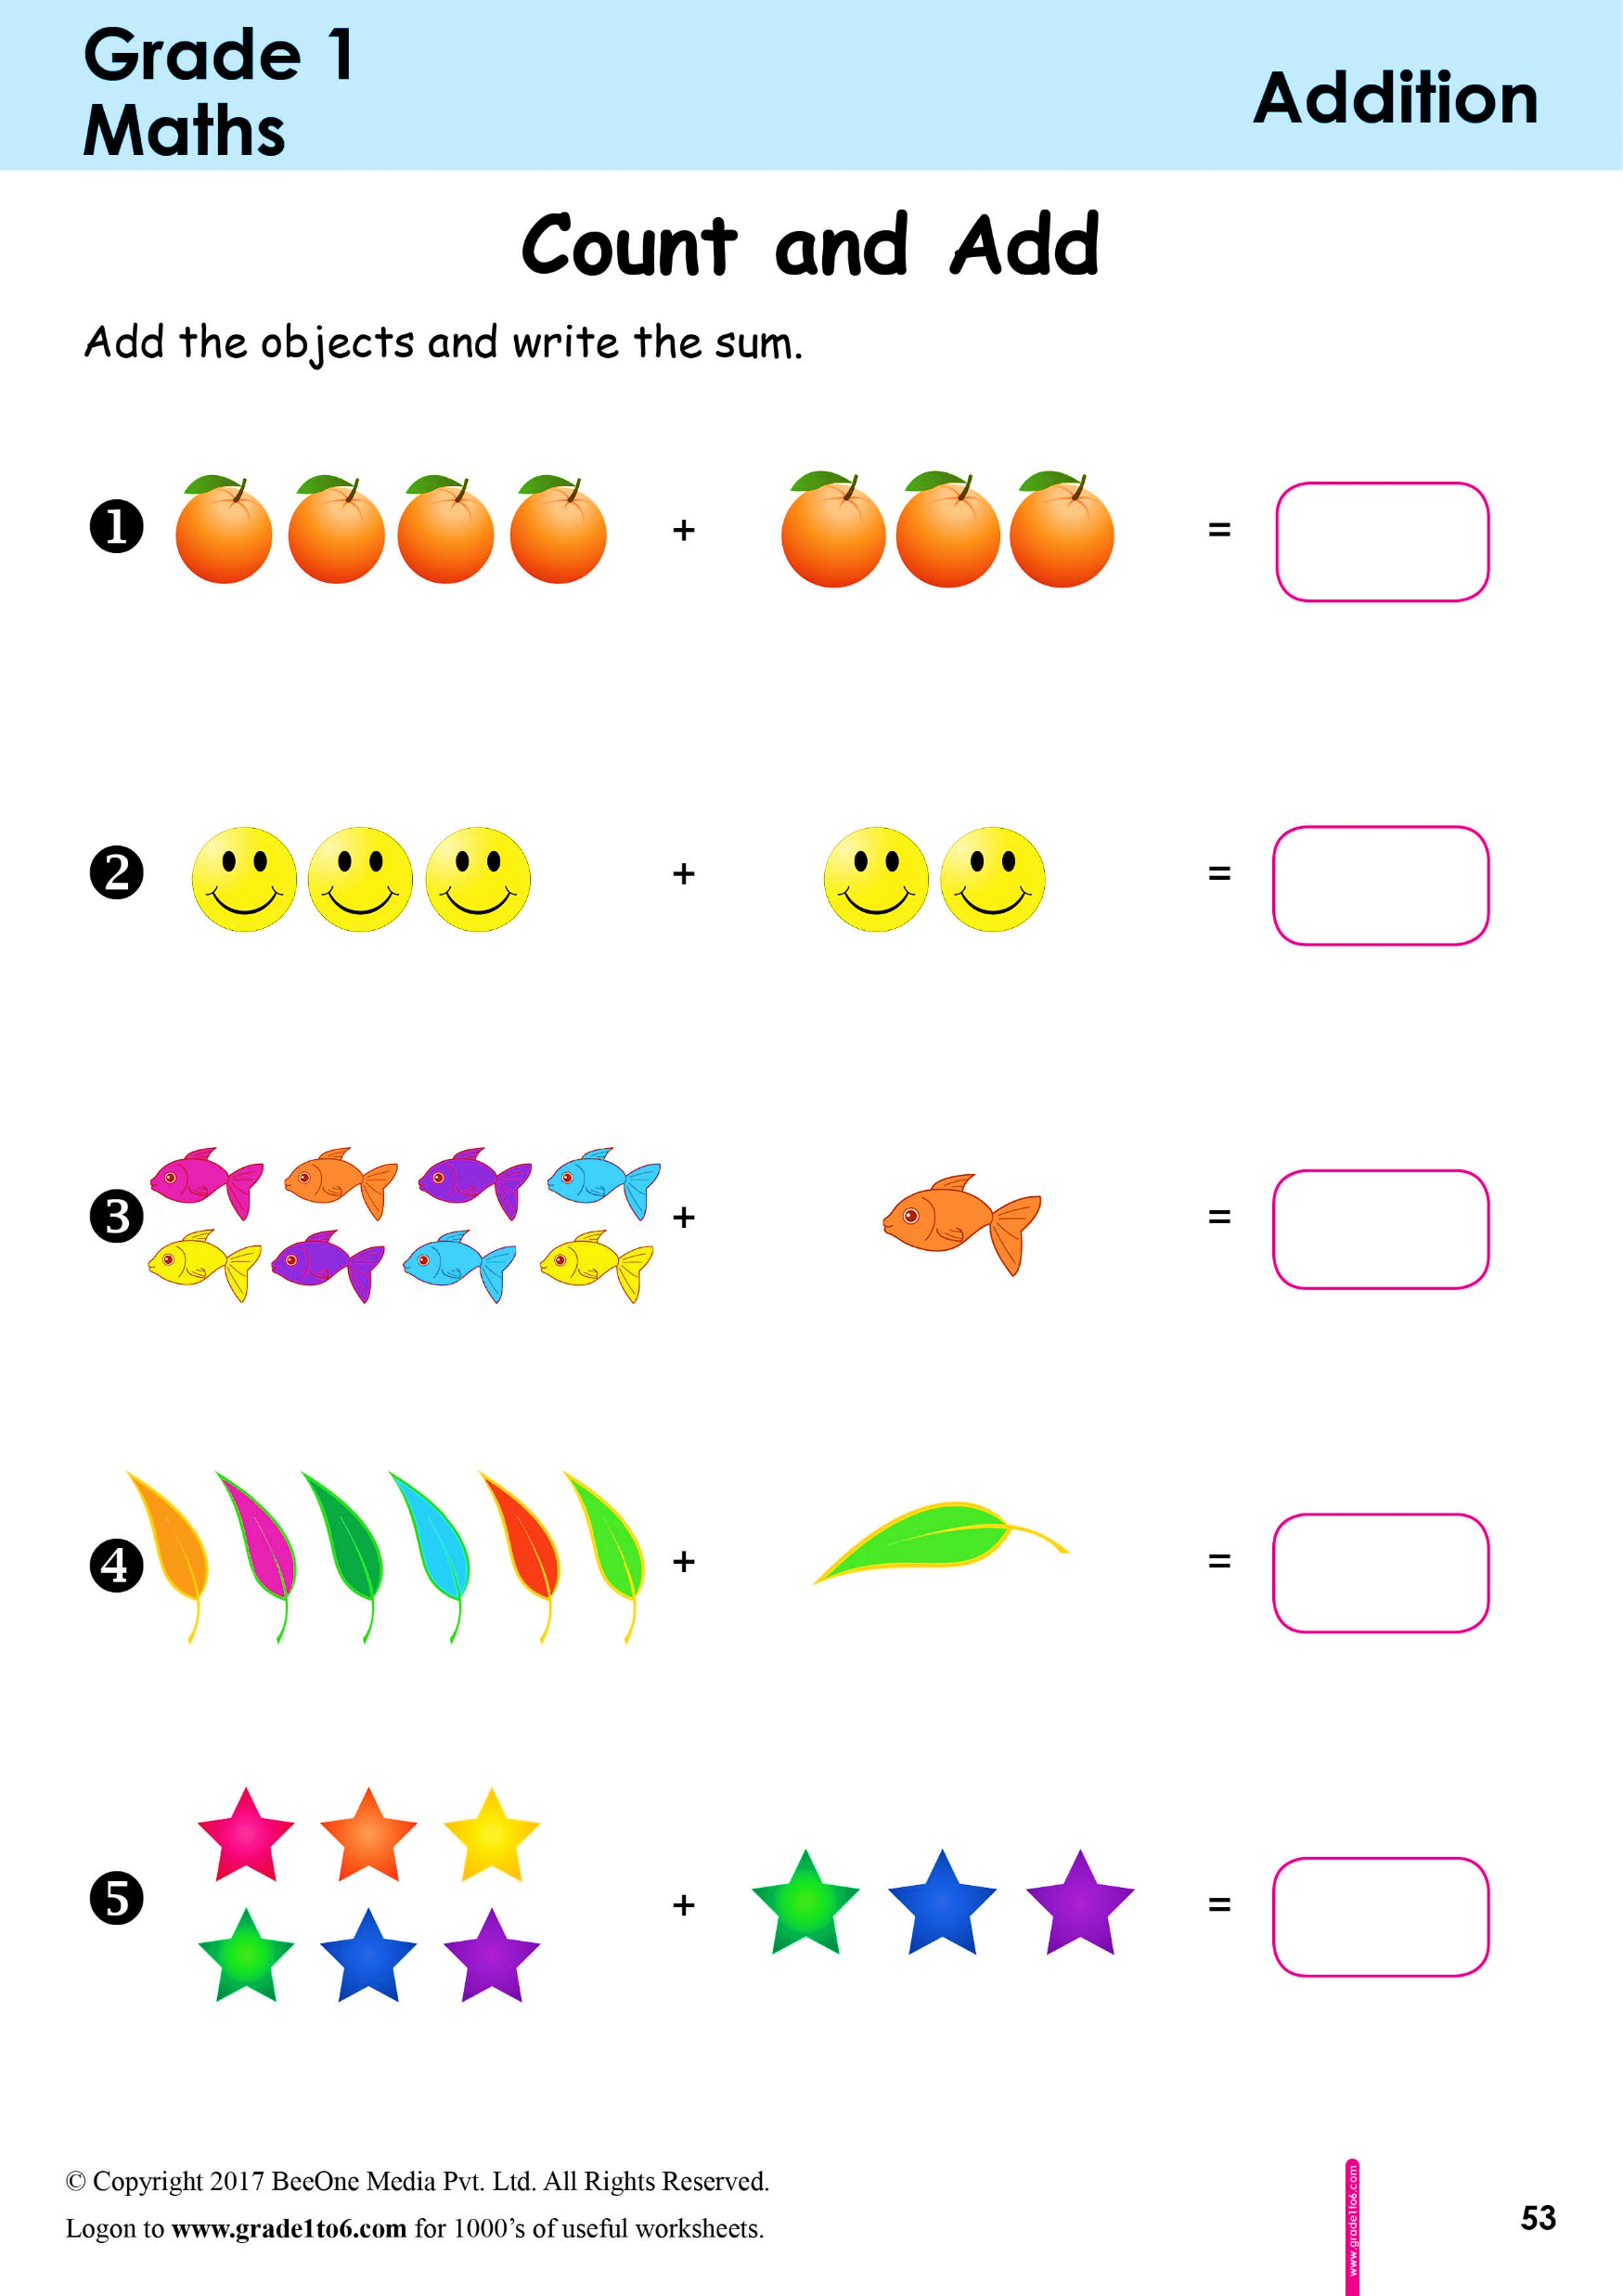 Grade 1
Maths
Addition
Count and Add
Add the objects and write the sum.
1 + =
2 + =
3 + =
4 + =
5 + =
© Copyright 2017 BeeOne Media Pvt. Ltd. All Rights Reserved.
Logon to www.grade1to6.com for 1000’s of useful worksheets.
www.grade1to6.com
53